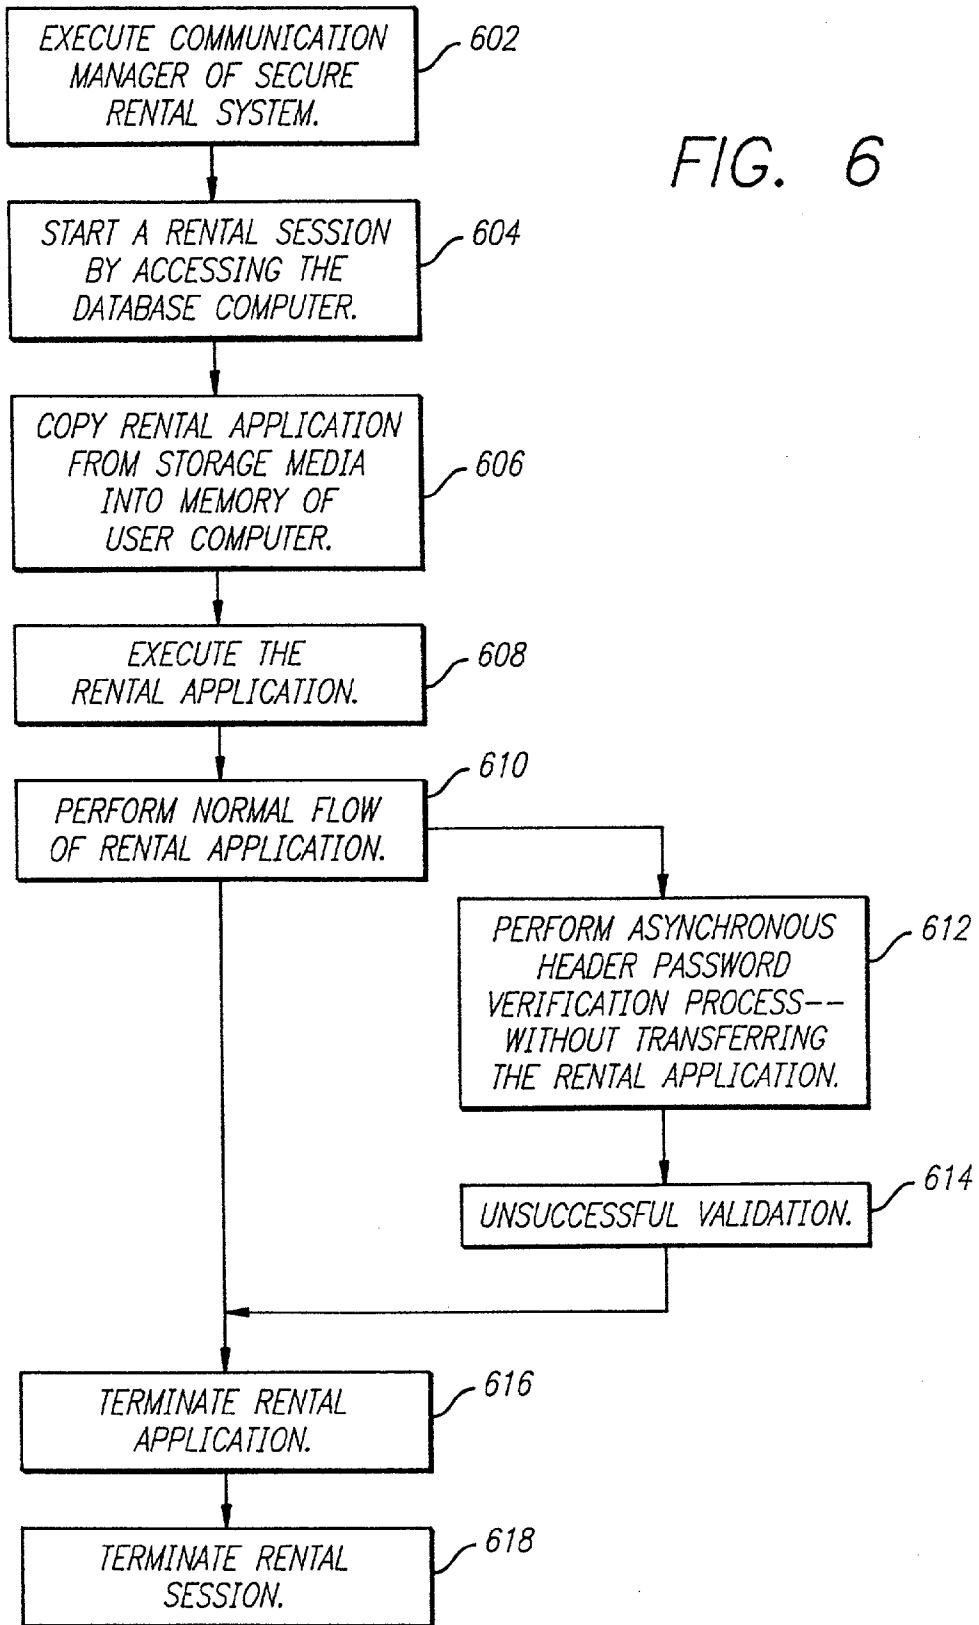 EXECUTE COMMUNICATION
MANAGER OF SECURE
RENTAL SYSTEM.
602
FIG. 6
START A RENTAL SESSION
BY ACCESSING THE
DATABASE COMPUTER.
604
COPY RENTAL APPLICATION
FROM STORAGE MEDIA
INTO MEMORY OF
USER COMPUTER.
606
EXECUTE THE
RENTAL APPLICATION.
608
PERFORM NORMAL FLOW
OF RENTAL APPLICATION.
610
PERFORM ASYNCHRONOUS
HEADER PASSWORD
VERIFICATION PROCESS--
WITHOUT TRANSFERRING
THE RENTAL APPLICATION.
612
UNSUCCESSFUL VALIDATION.
614
TERMINATE RENTAL
APPLICATION.
616
TERMINATE RENTAL
SESSION.
618